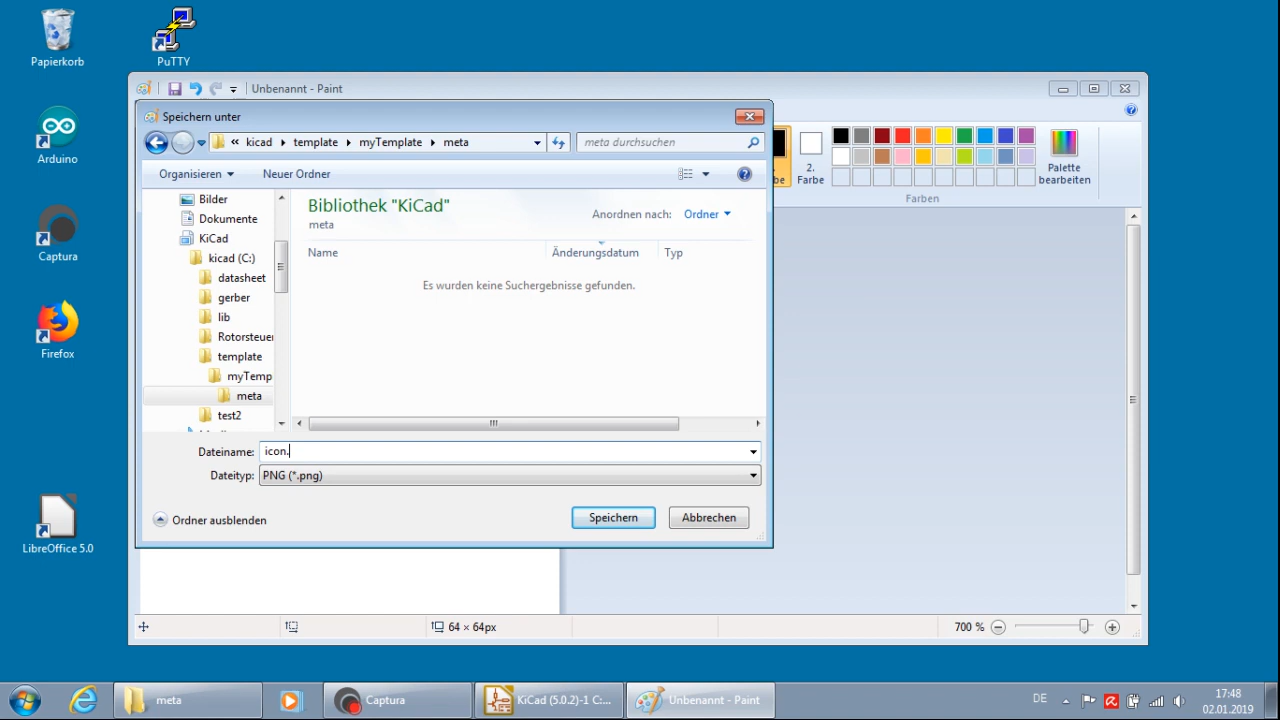 Papierkorb
PuTTY
Arduino
Captura
Firefox
LibreOffice 5.0
Unbenannt - Paint
Speichern unter
« kicad template myTemplate meta
meta durchsuchen
Organisieren Neuer Ordner
Bilder
Dokumente
KiCad
kicad (C:)
datasheet
gerber
lib
Rotorsteuer
template
myTemp
meta
test2
Bibliothek "KiCad"
meta
Anordnen nach: Ordner
Name Änderungsdatum Typ
Es wurden keine Suchergebnisse gefunden.
Dateiname: icon.
Dateityp: PNG (*.png)
Ordner ausblenden
Speichern Abbrechen
2.
Farbe
Palette
bearbeiten
Farben
64 × 64px
700 %
meta
Captura
KiCad (5.0.2)-1 C:...
Unbenannt - Paint
DE
17:48
02.01.2019